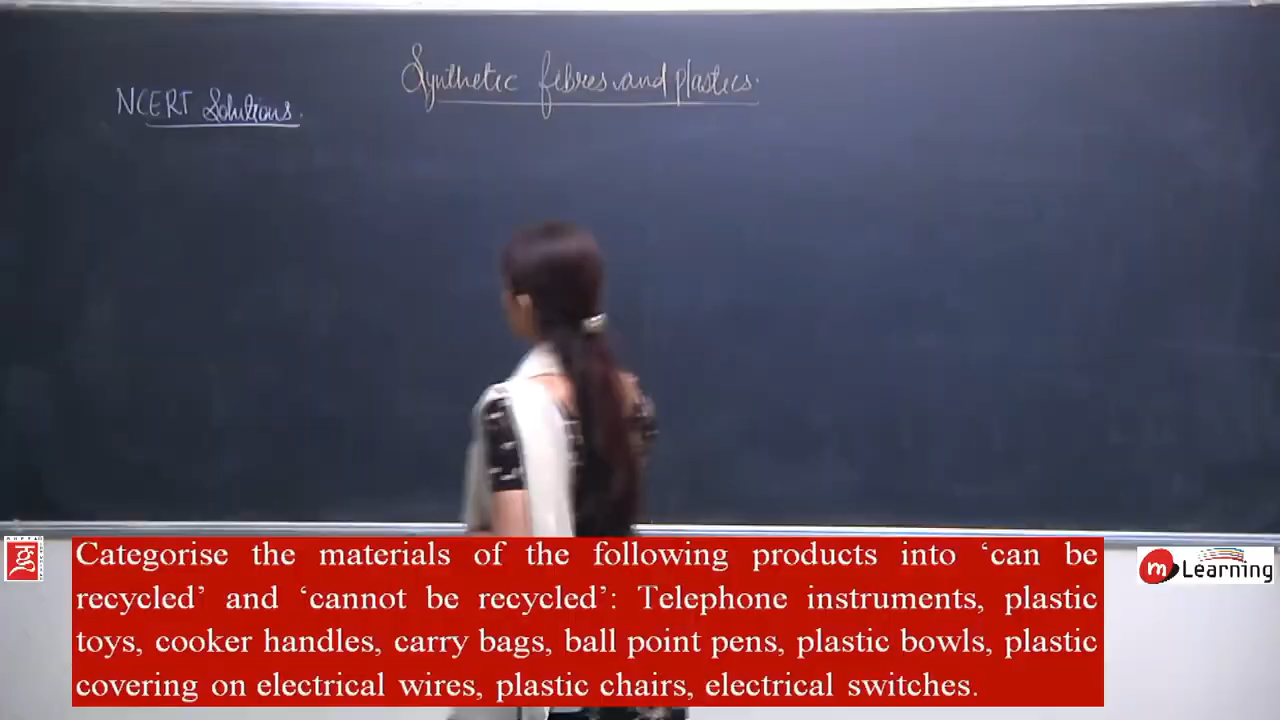 Synthetic fibres and plastics.
NCERT Solutions.
Categorise the materials of the following products into ‘can be
recycled’ and ‘cannot be recycled’: Telephone instruments, plastic
toys, cooker handles, carry bags, ball point pens, plastic bowls, plastic
covering on electrical wires, plastic chairs, electrical switches.
m Learning